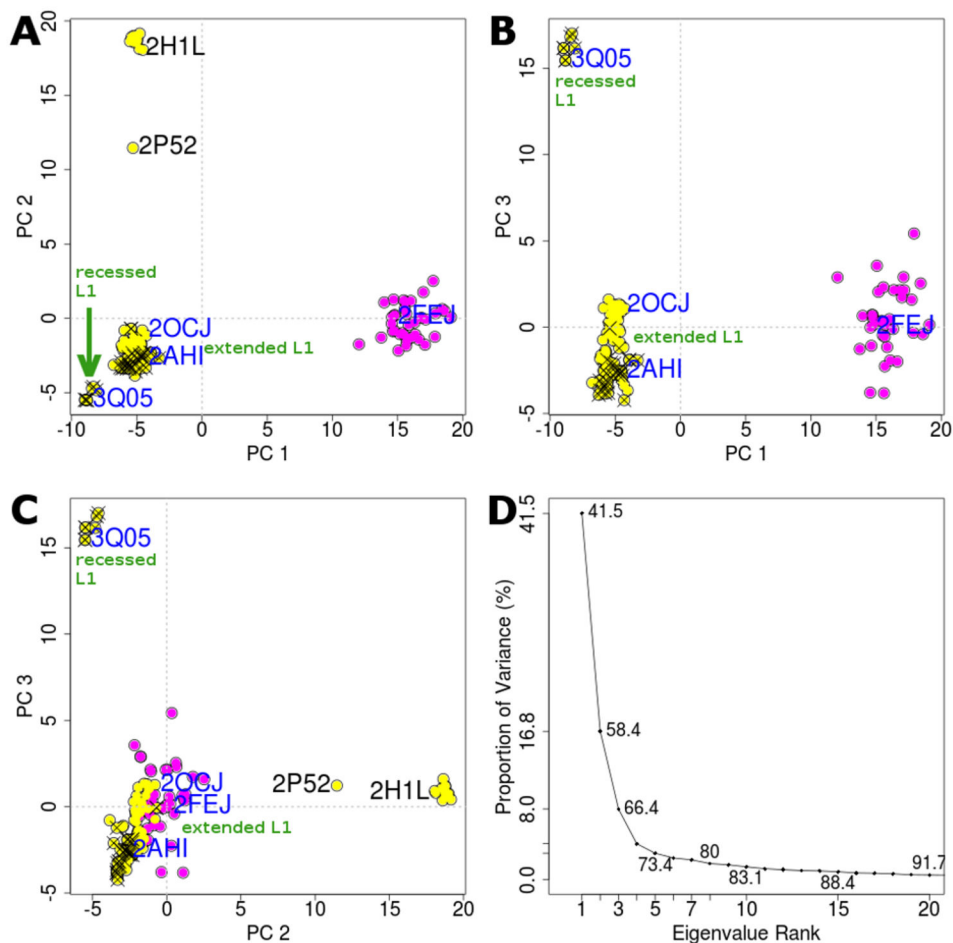 A
20
15
10
5
0
-5
PC 2
2H1L
2P52
recessed
L1
2OCJ
extended L1
2AHI
3Q05
2FEJ
-10
-5
0
5
10
15
20
PC 1
B
15
10
5
0
-5
PC 3
3Q05
recessed
L1
2OCJ
extended L1
2AHI
2FEJ
-10
-5
0
5
10
15
20
PC 1
C
15
10
5
0
-5
PC 3
3Q05
recessed
L1
2OCJ
2FEJ
extended L1
2AHI
2P52
2H1L
-5
0
5
10
15
20
PC 2
D
41.5
16.8
8.0
0.0
Proportion of Variance (%)
41.5
58.4
66.4
73.4
80
83.1
88.4
91.7
1
3
5
7
10
15
20
Eigenvalue Rank